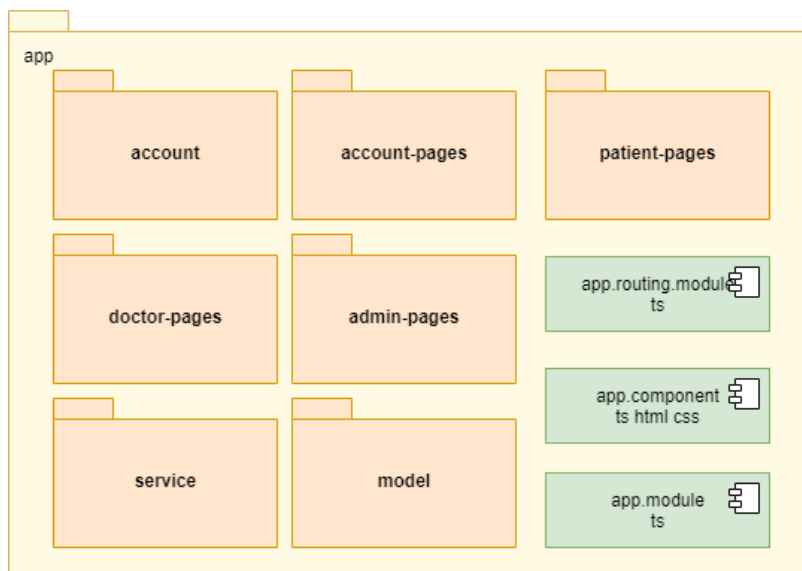 app
account
account-pages
patient-pages
doctor-pages
admin-pages
app.routing.module
ts
app.component
ts html css
service
model
app.module
ts